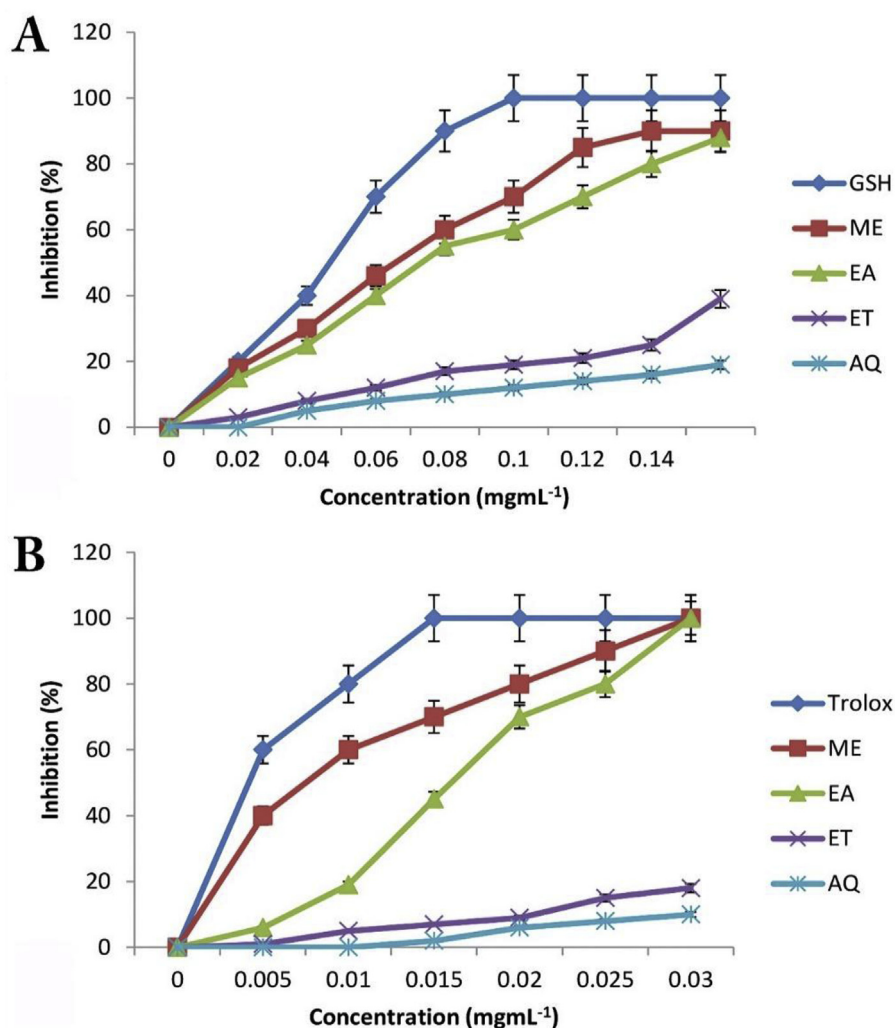 A
120
100
80
60
40
20
0
Inhibition (%)
0 0.02 0.04 0.06 0.08 0.1 0.12 0.14
Concentration (mgmL⁻¹)
GSH
ME
EA
ET
AQ
B
120
100
80
60
40
20
0
Inhibition (%)
0 0.005 0.01 0.015 0.02 0.025 0.03
Concentration (mgmL⁻¹)
Trolox
ME
EA
ET
AQ